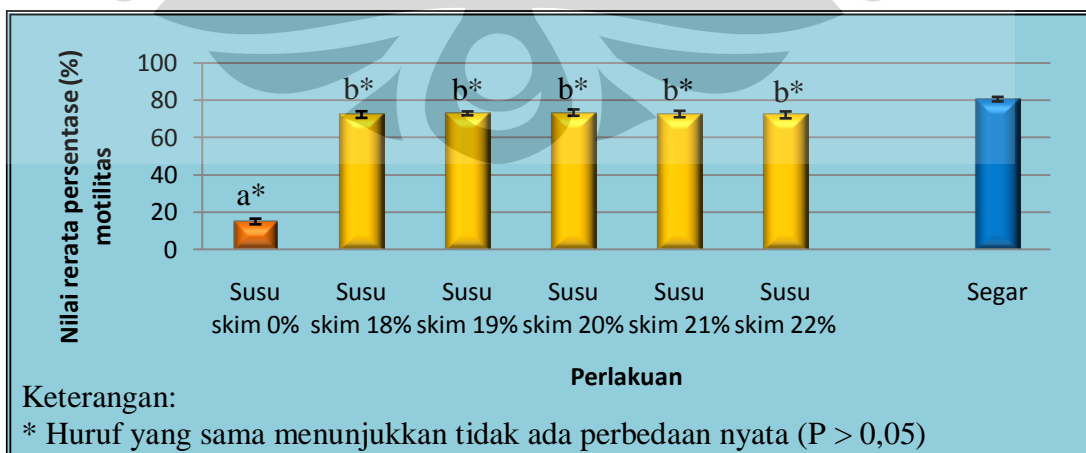 Nilai rerata persentase (%)
motilitas
100
80
60
40
20
0
a*
b*
b*
b*
b*
b*
Susu
skim 0%
Susu
skim 18%
Susu
skim 19%
Susu
skim 20%
Susu
skim 21%
Susu
skim 22%
Segar
Perlakuan
Keterangan:
* Huruf yang sama menunjukkan tidak ada perbedaan nyata (P > 0,05)